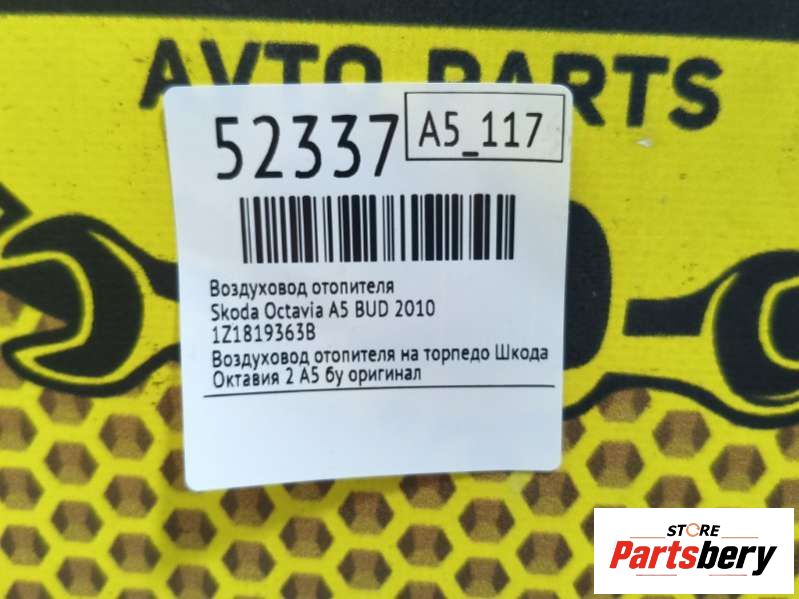 AVTO PARTS
52337
A5_117
Воздуховод отопителя
Skoda Octavia A5 BUD 2010
1Z1819363B
Воздуховод отопителя на торпедо Шкода
Октавия 2 А5 бу оригинал
STORE
Partsbery